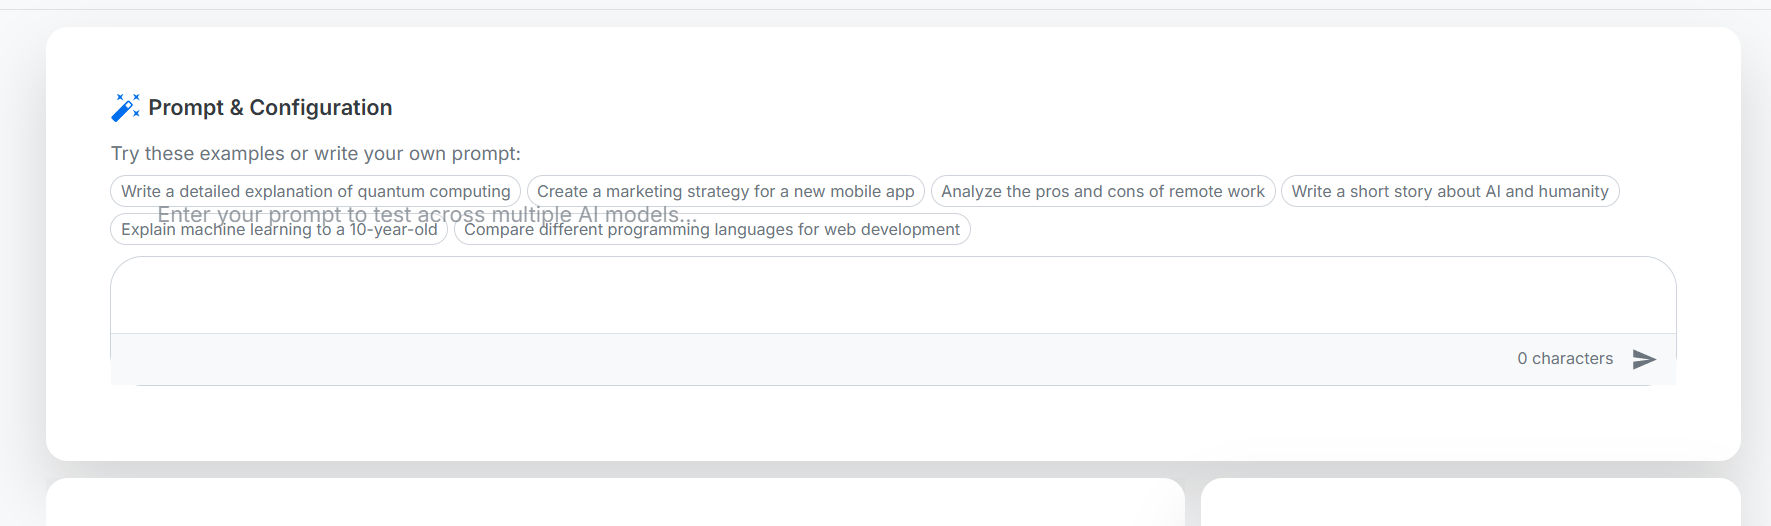 Prompt & Configuration
Try these examples or write your own prompt:
Write a detailed explanation of quantum computing
Create a marketing strategy for a new mobile app
Analyze the pros and cons of remote work
Write a short story about AI and humanity
Enter your prompt to test across multiple AI models...
Explain machine learning to a 10-year-old
Compare different programming languages for web development
0 characters